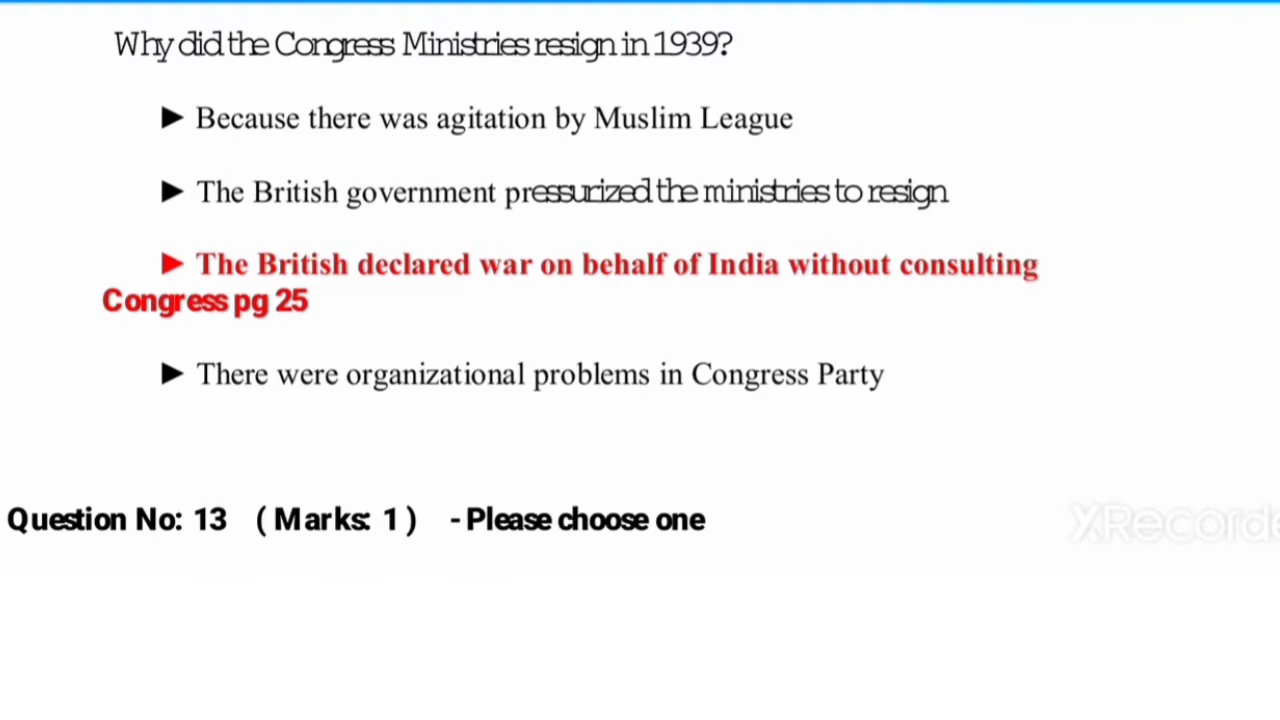 Why did the Congress Ministries resign in 1939?
► Because there was agitation by Muslim League
► The British government pressurized the ministries to resign
► The British declared war on behalf of India without consulting
Congress pg 25
► There were organizational problems in Congress Party
Question No: 13 ( Marks: 1 ) - Please choose one
XRecorde